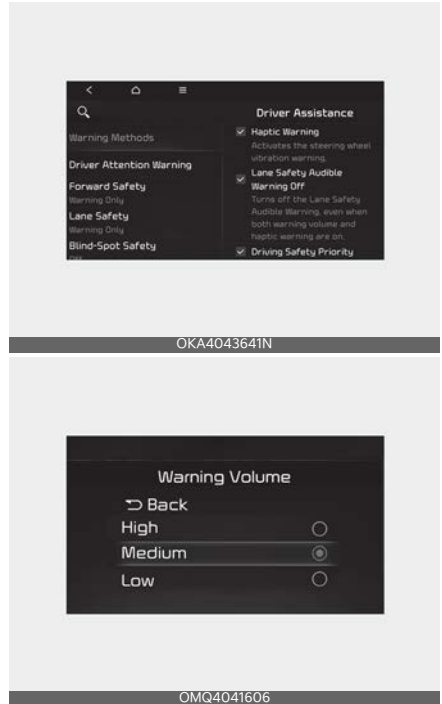 Driver Assistance
Warning Methods
Driver Attention Warning
Forward Safety
Warning Only
Lane Safety
Warning Only
Blind-Spot Safety
Off
Haptic Warning
Activates the steering wheel
vibration warning.
Lane Safety Audible
Warning Off
Turns off the Lane Safety
Audible Warning, even when
both warning volume and
haptic warning are on.
Driving Safety Priority
OKA4043641N
Warning Volume
Back
High
Medium
Low
OMQ4041606